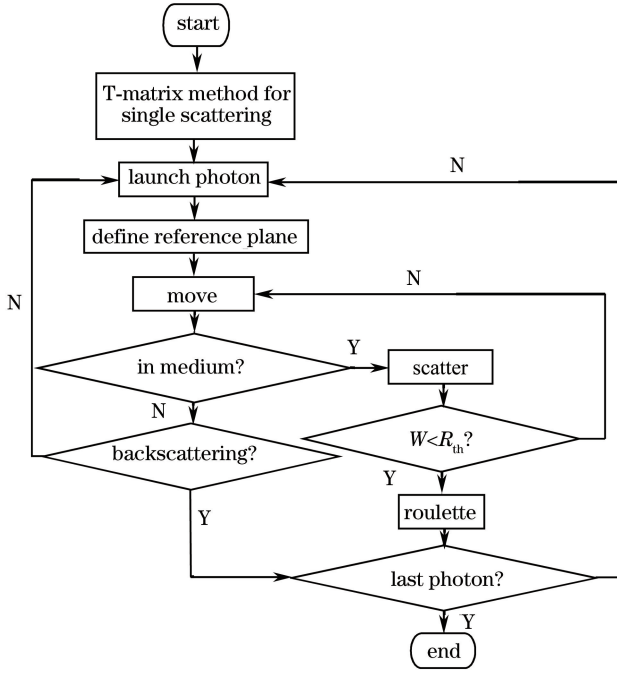 start
T-matrix method for
single scattering
N
launch photon
define reference plane
N
N
move
in medium?
Y
scatter
N
W<Rth?
backscattering?
Y
Y
roulette
last photon?
Y
end